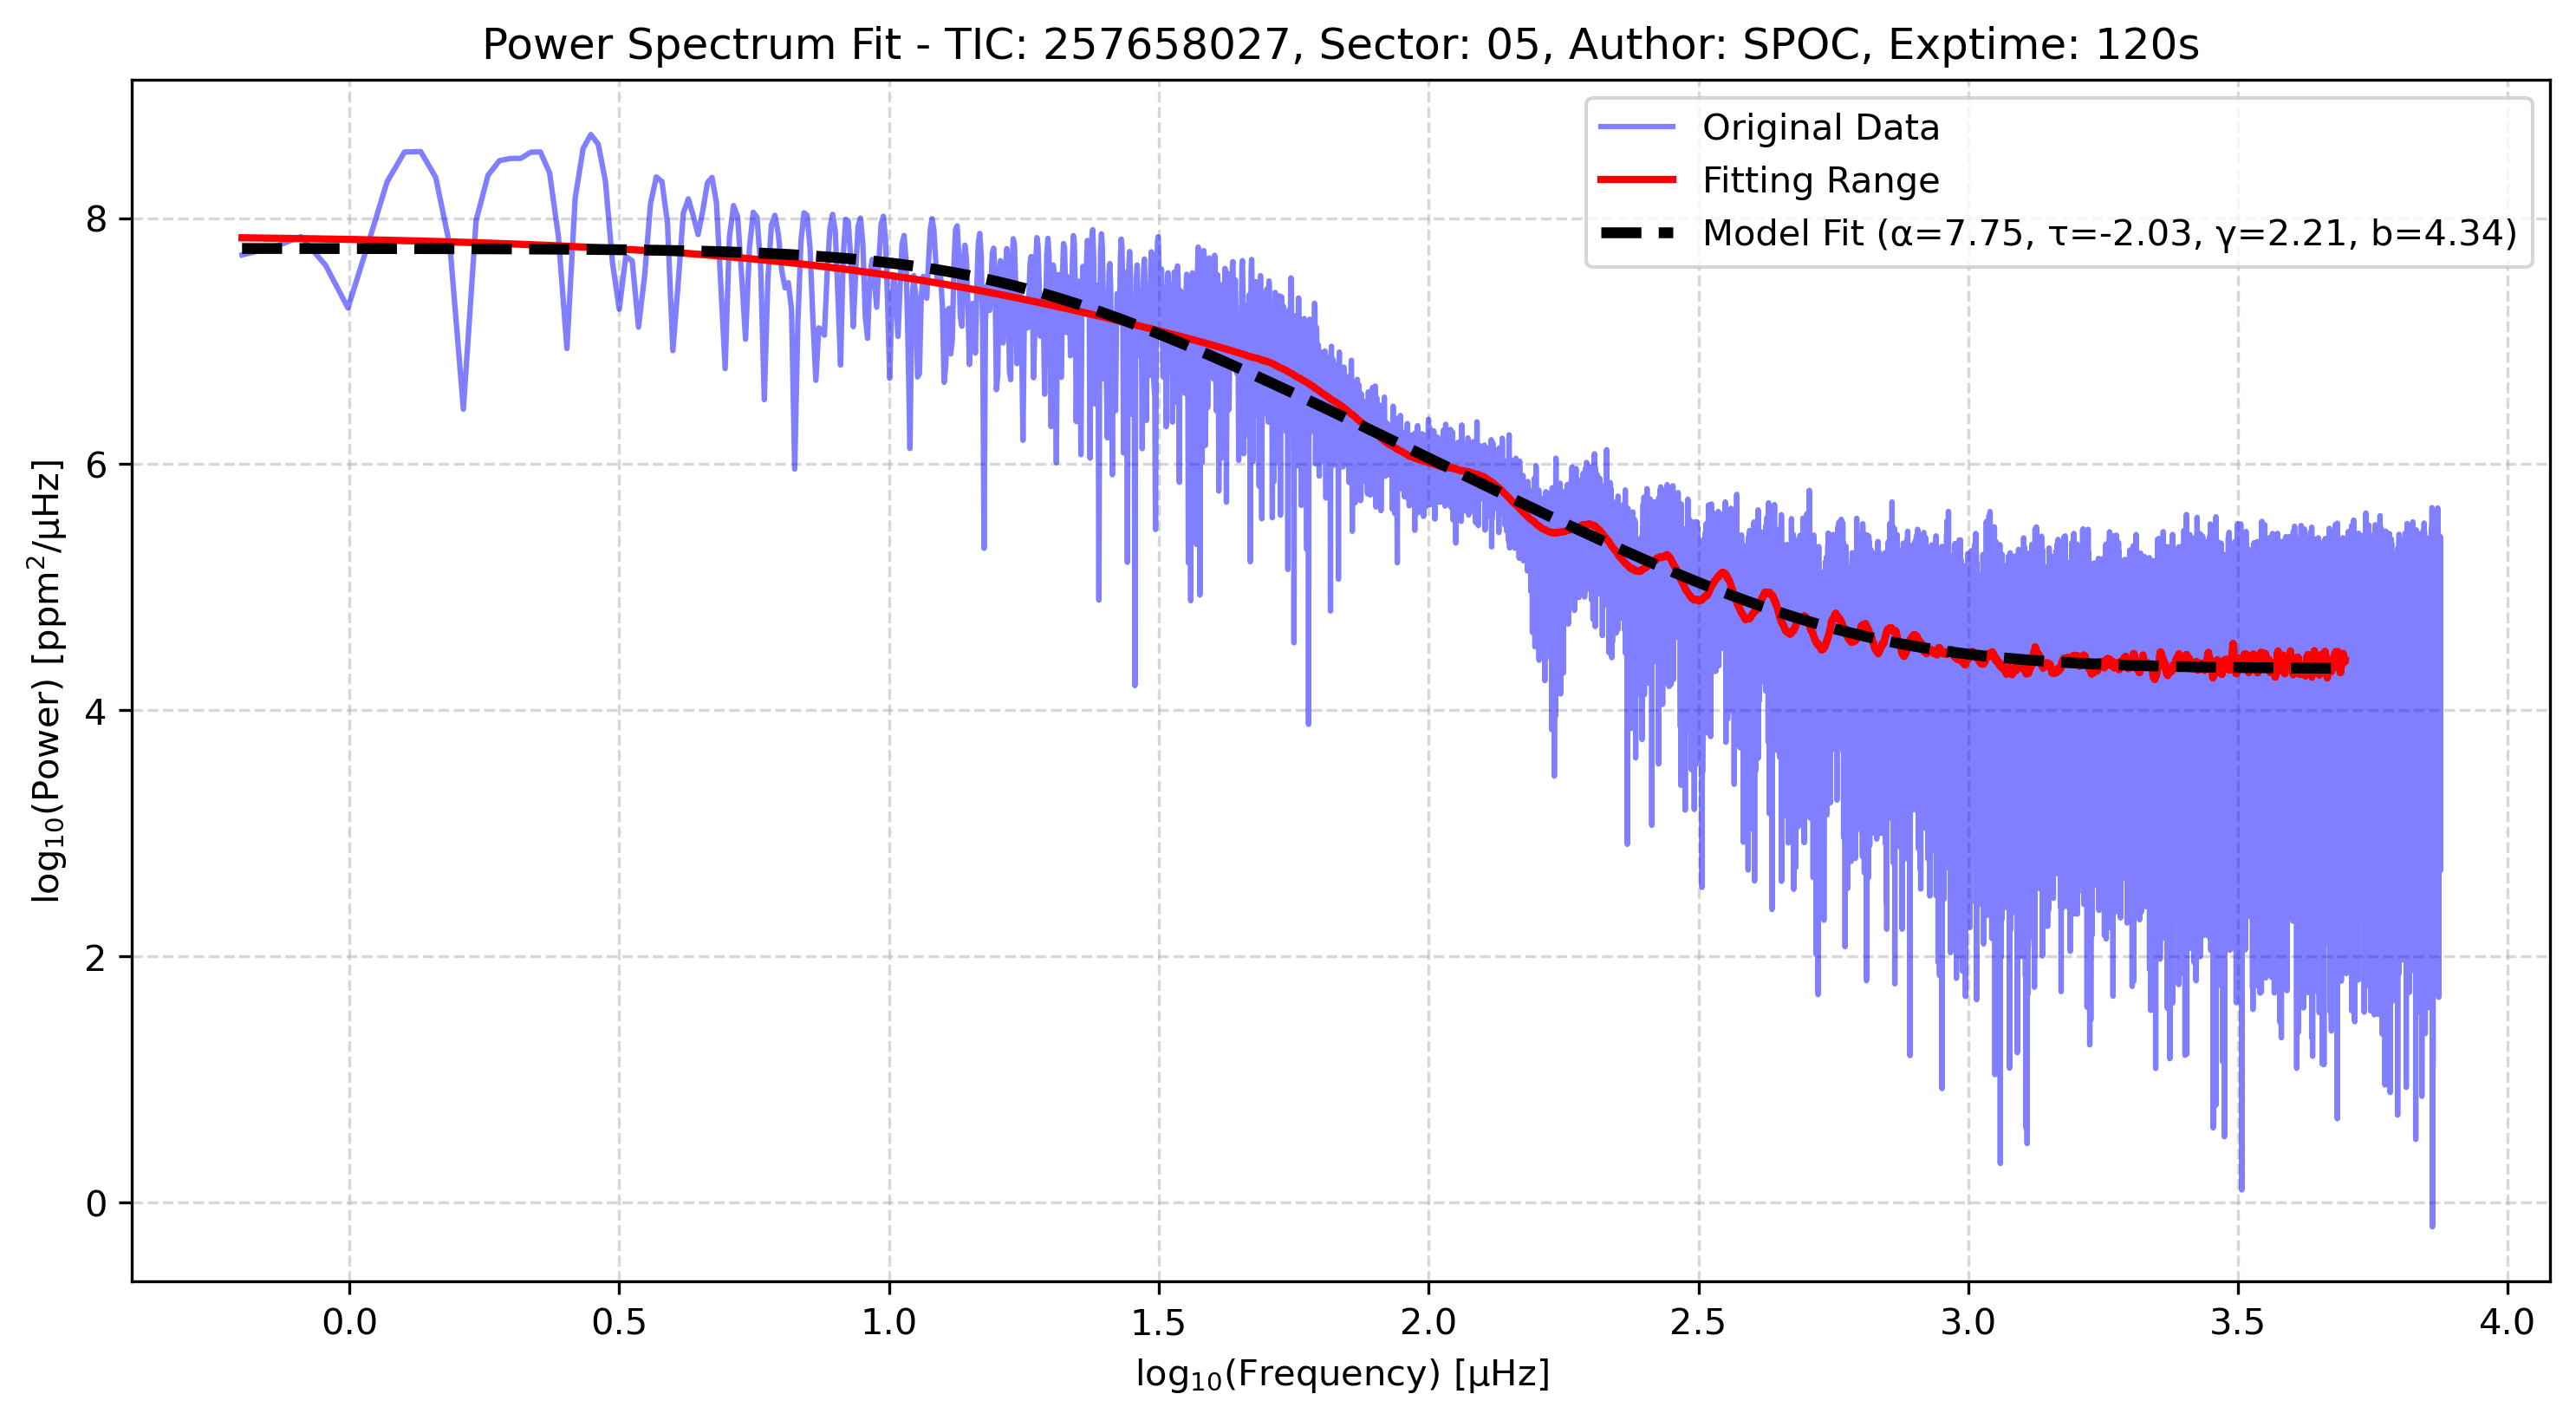 Power Spectrum Fit - TIC: 257658027, Sector: 05, Author: SPOC, Exptime: 120s
Original Data
Fitting Range
Model Fit (α=7.75, τ=-2.03, γ=2.21, b=4.34)
log₁₀(Power) [ppm²/μHz]
8
6
4
2
0
0.0 0.5 1.0 1.5 2.0 2.5 3.0 3.5 4.0
log₁₀(Frequency) [μHz]